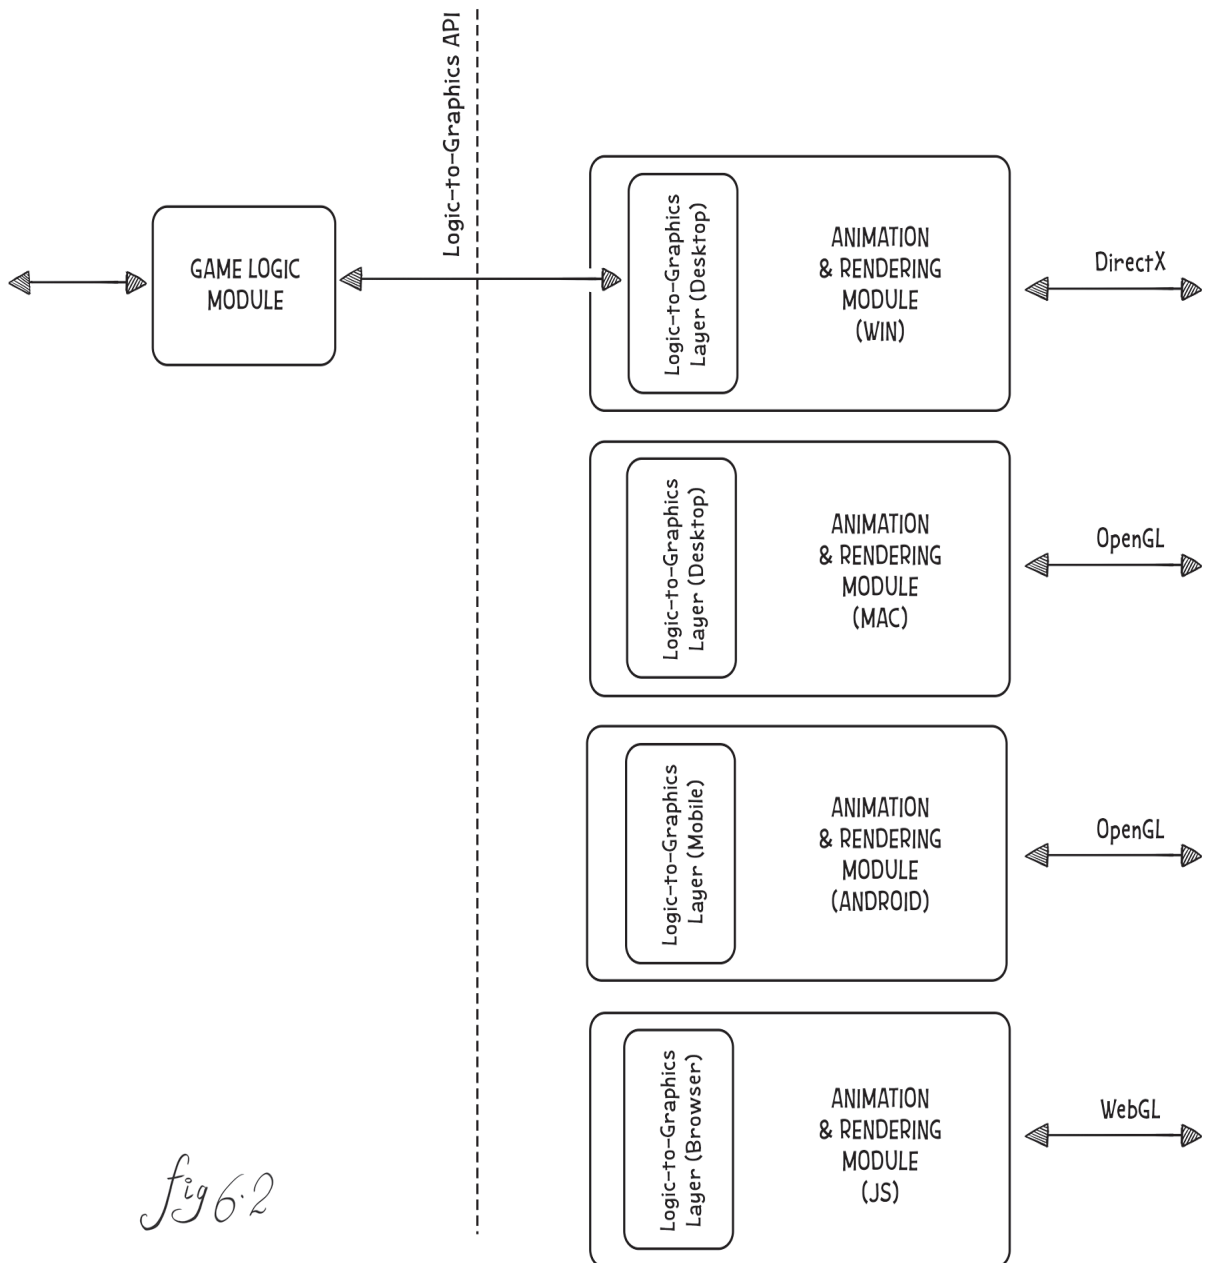 Logic-to-Graphics API
GAME LOGIC
MODULE
Logic-to-Graphics
Layer (Desktop)
ANIMATION
& RENDERING
MODULE
(WIN)
DirectX
Logic-to-Graphics
Layer (Desktop)
ANIMATION
& RENDERING
MODULE
(MAC)
OpenGL
Logic-to-Graphics
Layer (Mobile)
ANIMATION
& RENDERING
MODULE
(ANDROID)
OpenGL
Logic-to-Graphics
Layer (Browser)
ANIMATION
& RENDERING
MODULE
(JS)
WebGL
fig 6.2